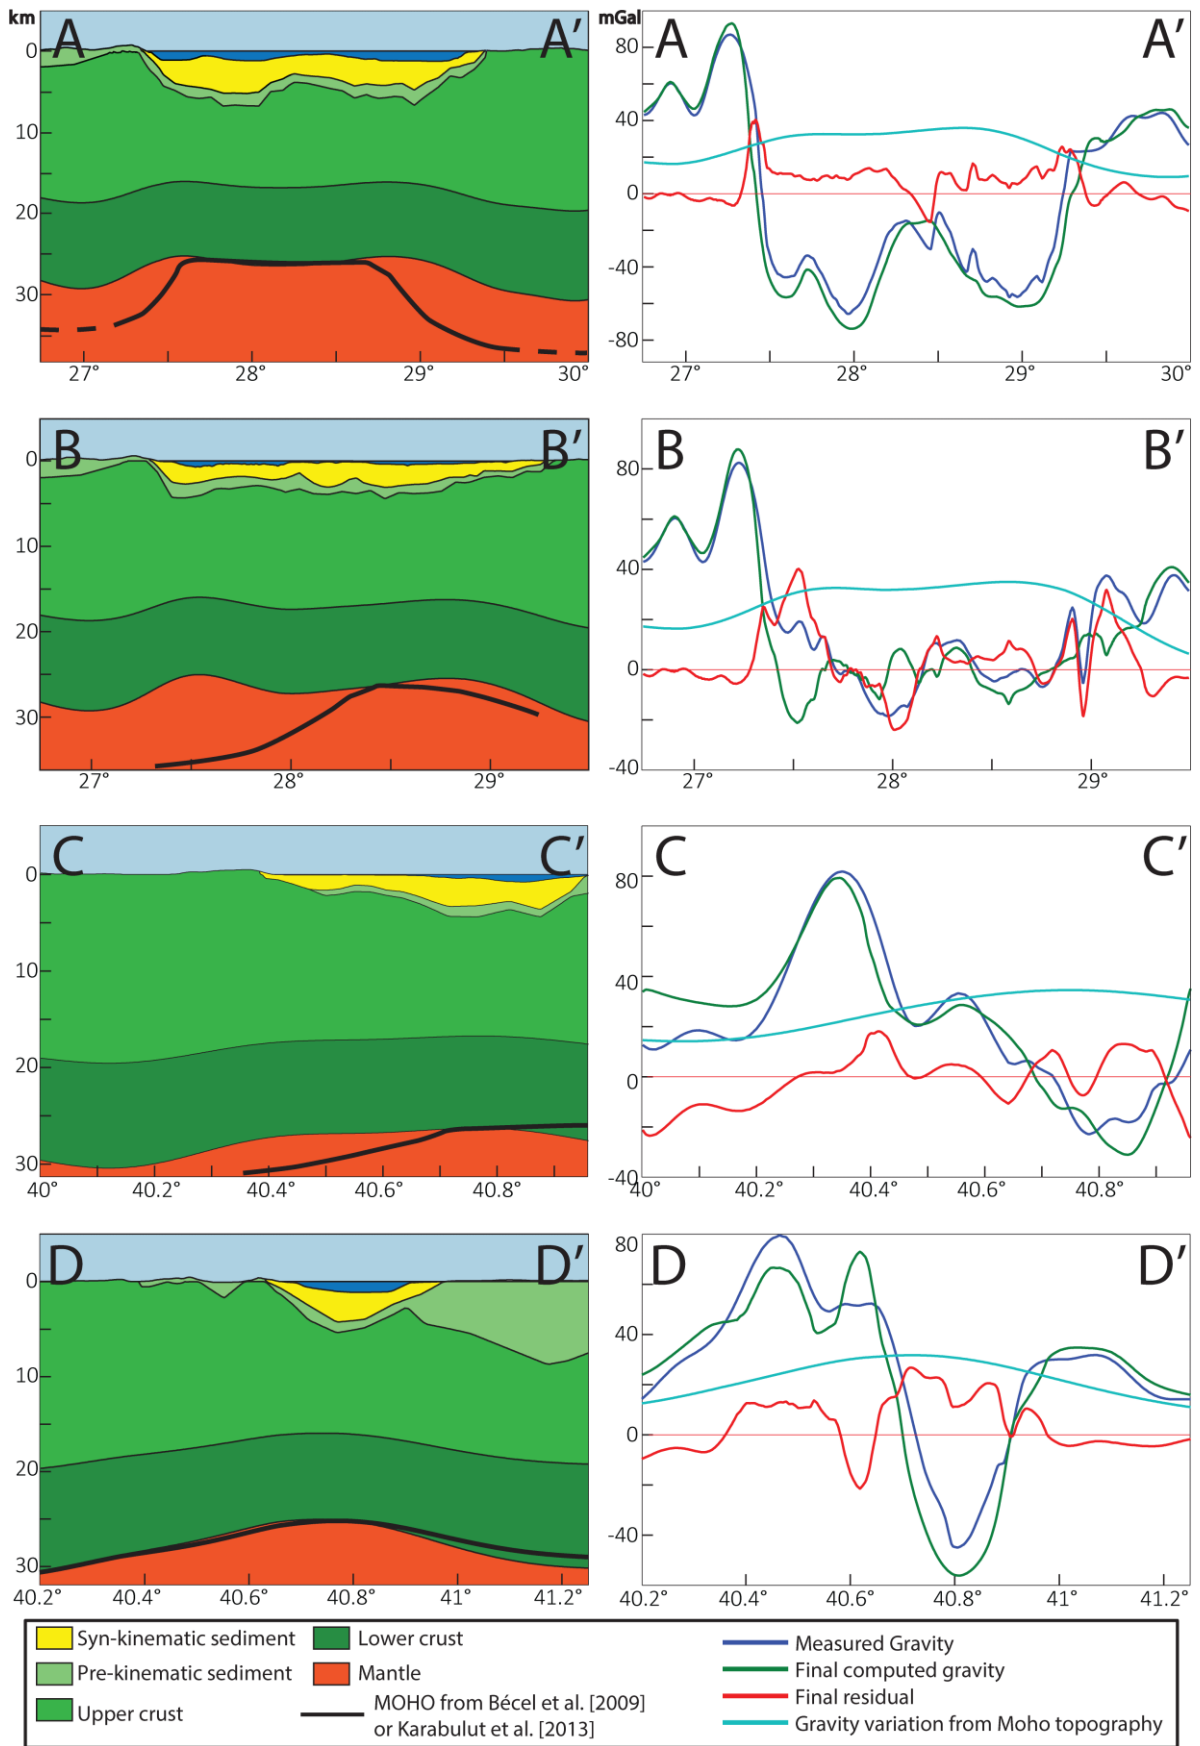 km
A A'
0
10
20
30
27° 28° 29° 30°
mGal
A A'
80
40
0
-40
-80
27° 28° 29° 30°
B B'
0
10
20
30
27° 28° 29°
B B'
80
40
0
-40
27° 28° 29°
C C'
0
10
20
30
40° 40.2° 40.4° 40.6° 40.8°
C C'
80
40
0
-40
40° 40.2° 40.4° 40.6° 40.8°
D D'
0
10
20
30
40.2° 40.4° 40.6° 40.8° 41° 41.2°
D D'
80
40
0
-40
40.2° 40.4° 40.6° 40.8° 41° 41.2°
Syn-kinematic sediment
Pre-kinematic sediment
Upper crust
Lower crust
Mantle
MOHO from Bécel et al. [2009]
or Karabulut et al. [2013]
Measured Gravity
Final computed gravity
Final residual
Gravity variation from Moho topography